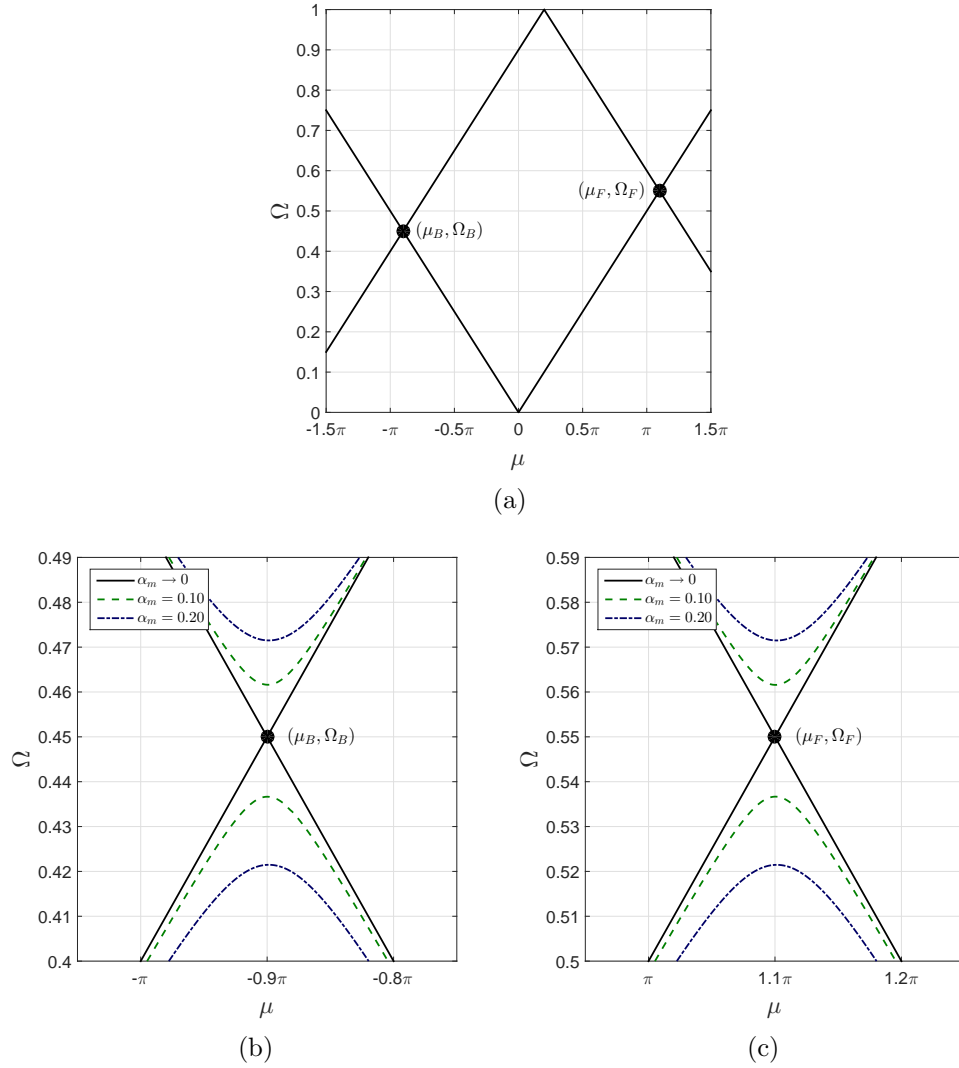 1
0.9
0.8
0.7
0.6
0.5
0.4
0.3
0.2
0.1
0
Ω
(μ_F, Ω_F)
(μ_B, Ω_B)
-1.5π -π -0.5π 0 0.5π π 1.5π
μ
(a)
0.49
0.48
0.47
0.46
0.45
0.44
0.43
0.42
0.41
0.4
Ω
α_m → 0
α_m = 0.10
α_m = 0.20
(μ_B, Ω_B)
-π -0.9π -0.8π
μ
(b)
0.59
0.58
0.57
0.56
0.55
0.54
0.53
0.52
0.51
0.5
Ω
α_m → 0
α_m = 0.10
α_m = 0.20
(μ_F, Ω_F)
π 1.1π 1.2π
μ
(c)